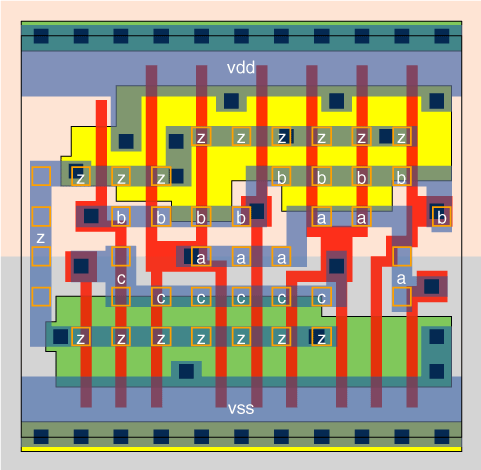 vdd
z z z z z z
z z z b b b b
b b b b a a b
z
a a a a
c
c c c c c
z z z z z z z
vss